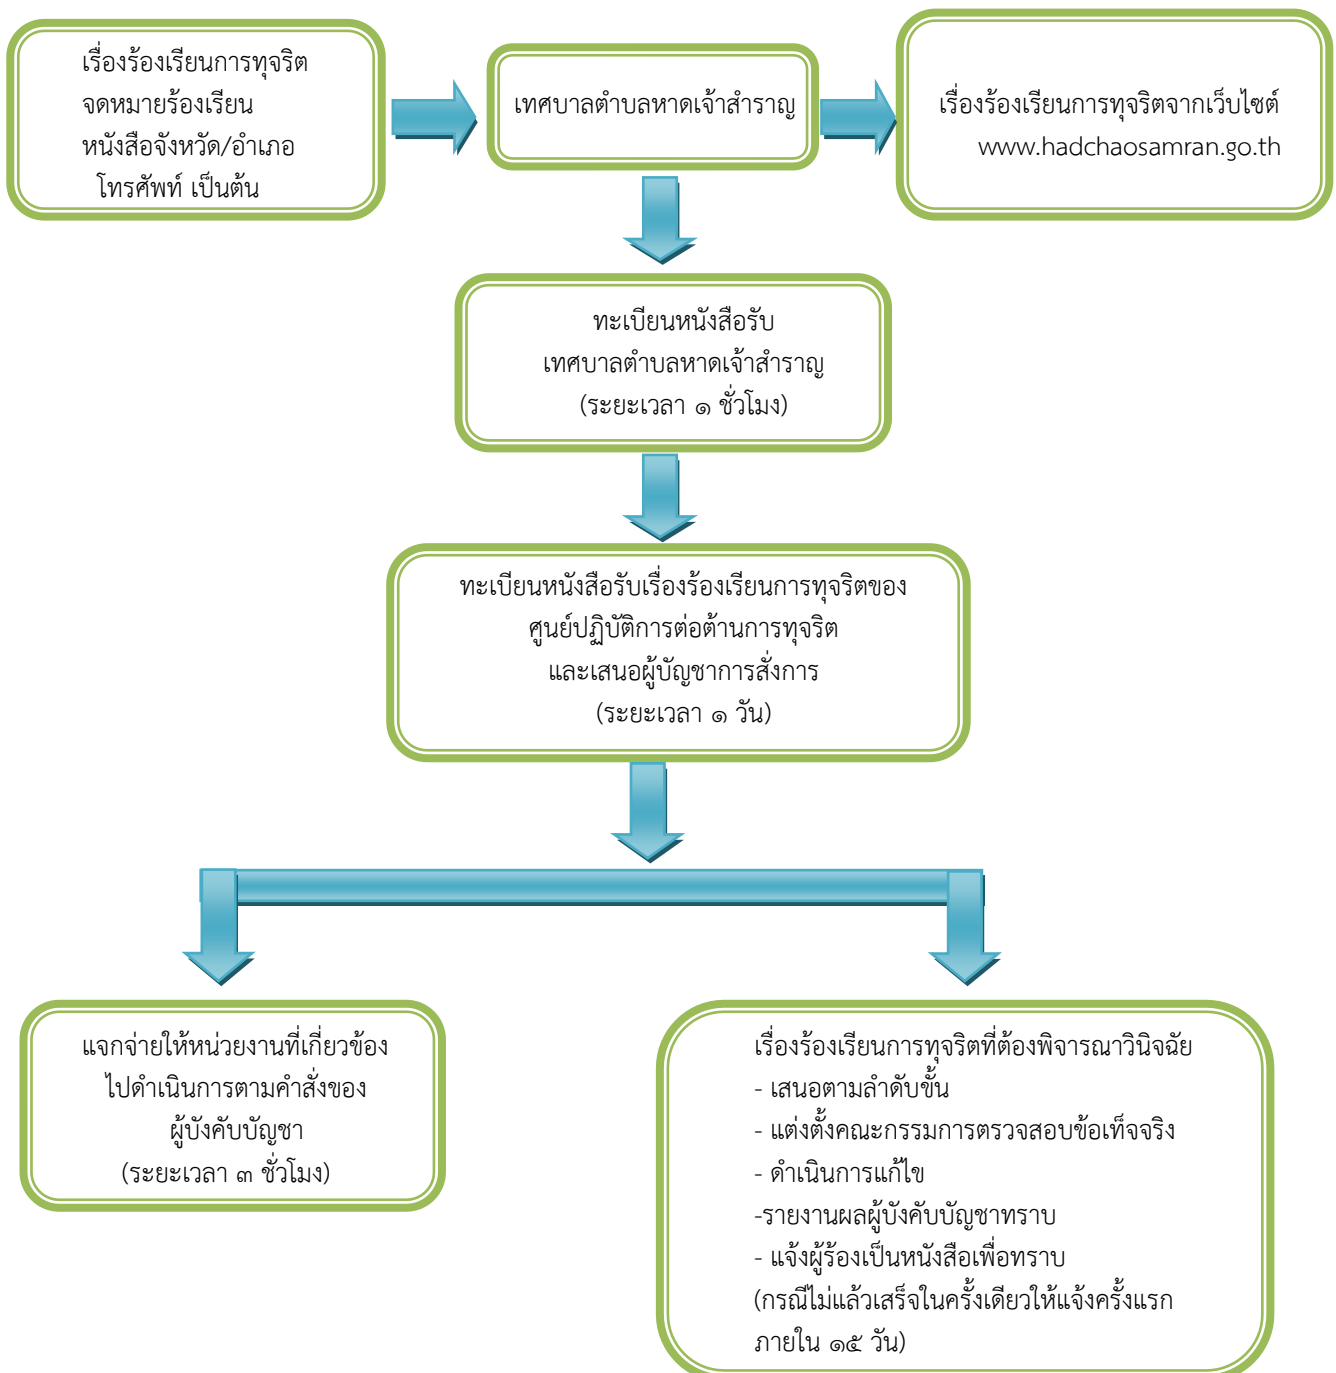 เรื่องร้องเรียนการทุจริต
จดหมายร้องเรียน
หนังสือจังหวัด/อำเภอ
โทรศัพท์ เป็นต้น
เทศบาลตำบลหาดเจ้าสำราญ
เรื่องร้องเรียนการทุจริตจากเว็บไซต์
www.hadchaosamran.go.th
ทะเบียนหนังสือรับ
เทศบาลตำบลหาดเจ้าสำราญ
(ระยะเวลา ๑ ชั่วโมง)
ทะเบียนหนังสือรับเรื่องร้องเรียนการทุจริตของ
ศูนย์ปฏิบัติการต่อต้านการทุจริต
และเสนอผู้บัญชาการสั่งการ
(ระยะเวลา ๑ วัน)
แจกจ่ายให้หน่วยงานที่เกี่ยวข้อง
ไปดำเนินการตามคำสั่งของ
ผู้บังคับบัญชา
(ระยะเวลา ๓ ชั่วโมง)
เรื่องร้องเรียนการทุจริตที่ต้องพิจารณาวินิจฉัย
- เสนอตามลำดับขั้น
- แต่งตั้งคณะกรรมการตรวจสอบข้อเท็จจริง
- ดำเนินการแก้ไข
-รายงานผลผู้บังคับบัญชาทราบ
- แจ้งผู้ร้องเป็นหนังสือเพื่อทราบ
(กรณีไม่แล้วเสร็จในครั้งเดียวให้แจ้งครั้งแรก
ภายใน ๑๕ วัน)